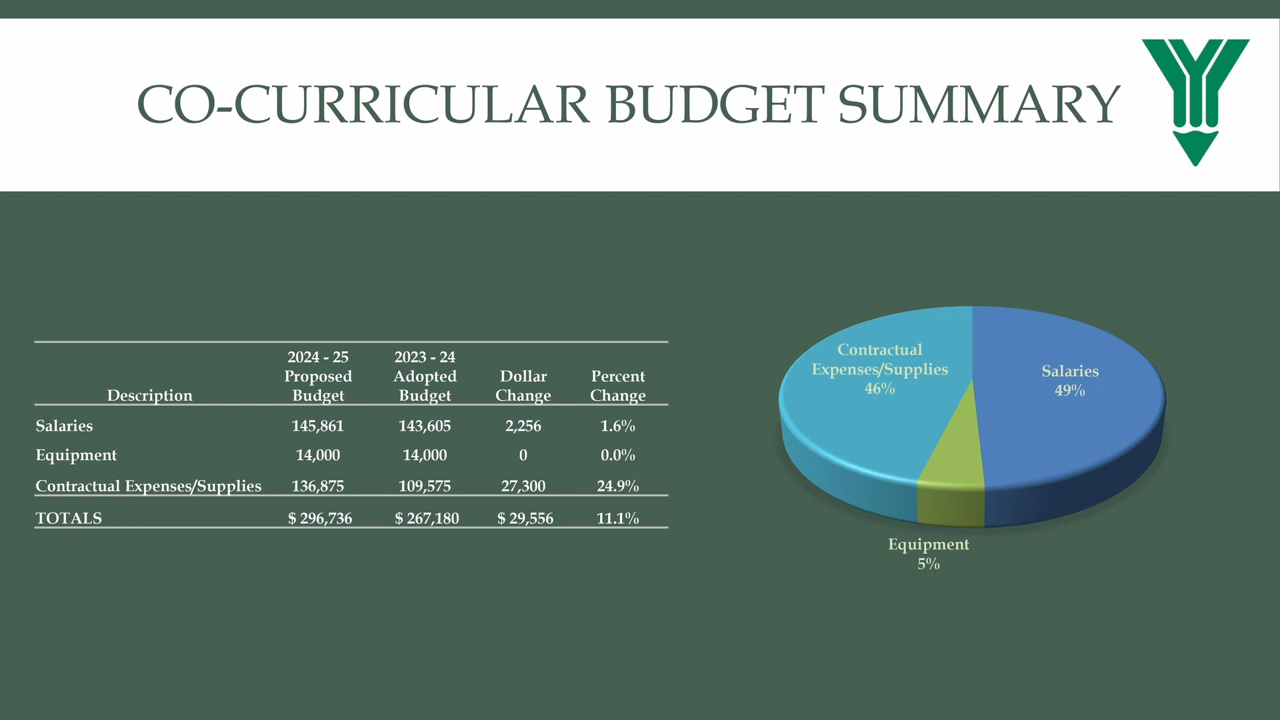 CO-CURRICULAR BUDGET SUMMARY
Description 2024 - 25 Proposed Budget 2023 - 24 Adopted Budget Dollar Change Percent Change
Salaries 145,861 143,605 2,256 1.6%
Equipment 14,000 14,000 0 0.0%
Contractual Expenses/Supplies 136,875 109,575 27,300 24.9%
TOTALS $ 296,736 $ 267,180 $ 29,556 11.1%
Contractual
Expenses/Supplies
46%
Salaries
49%
Equipment
5%